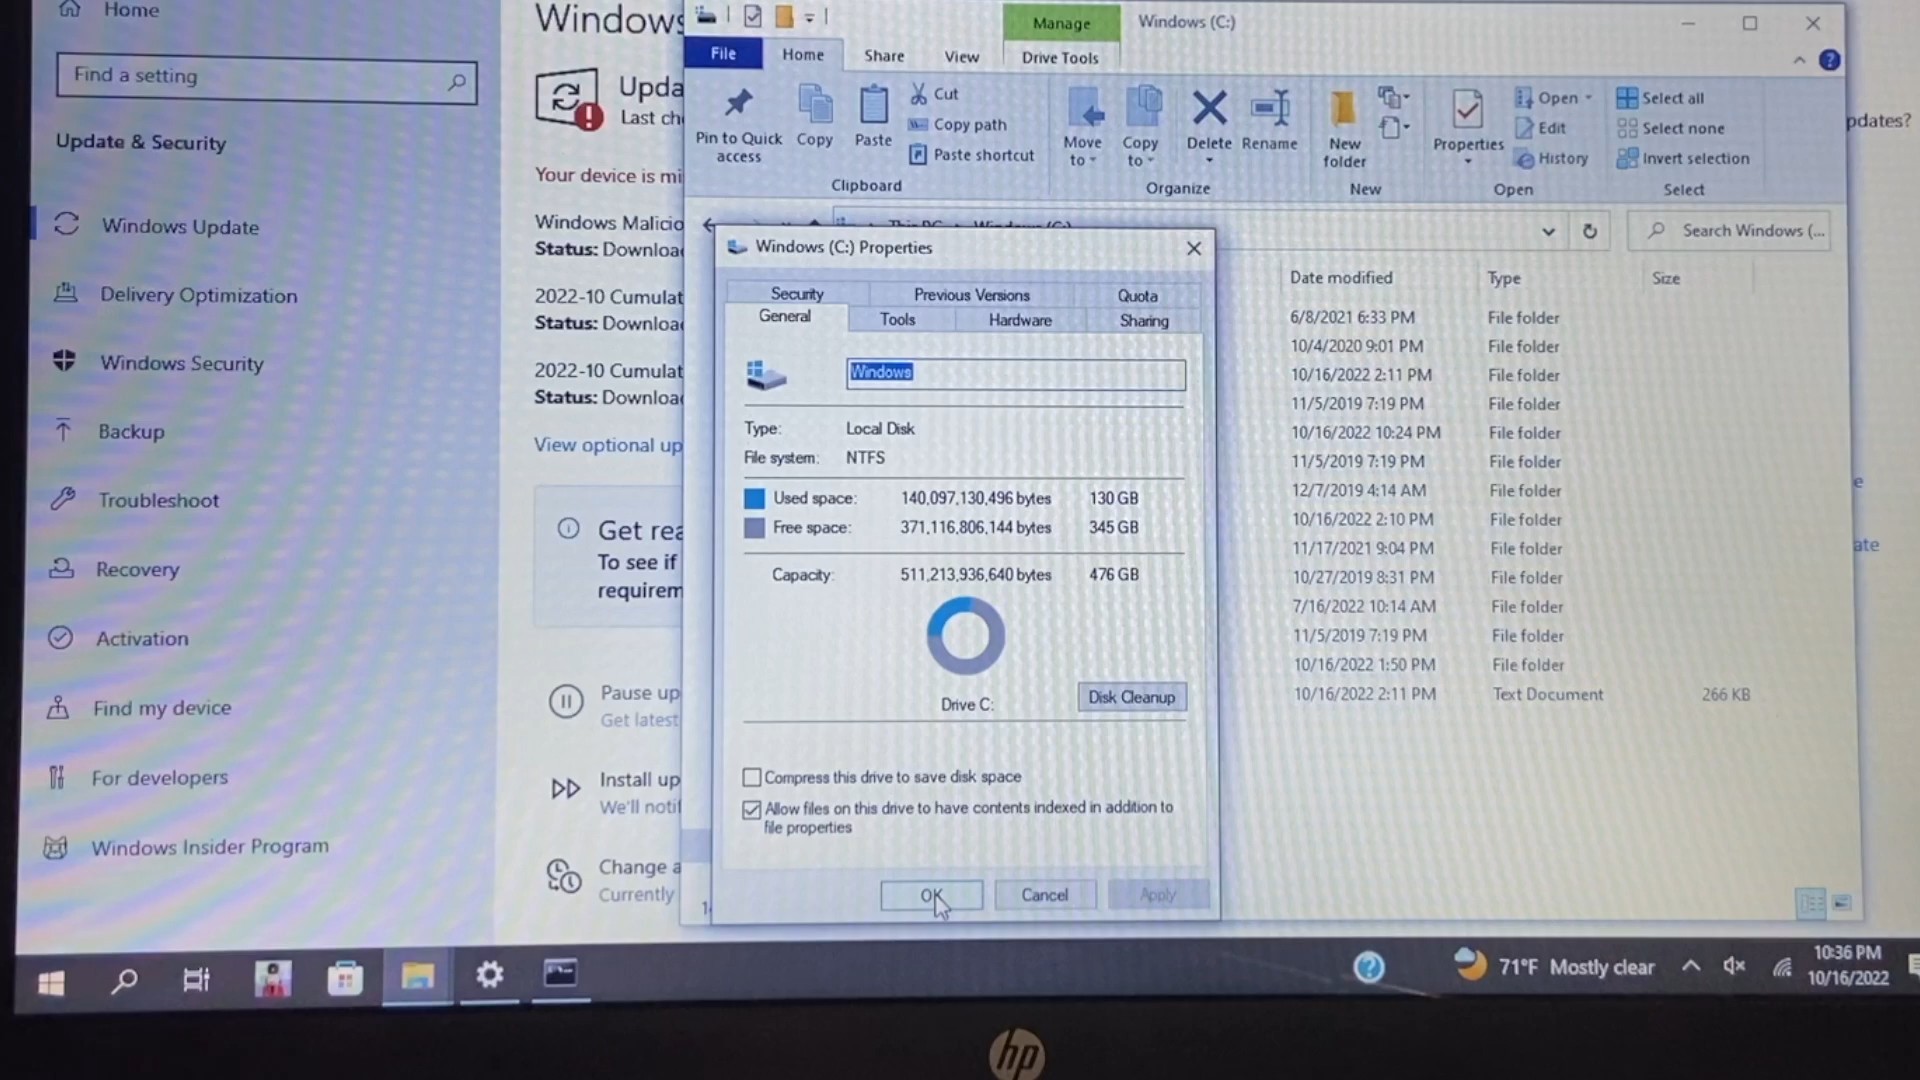 Home
Find a setting
Update & Security
Windows Update
Delivery Optimization
Windows Security
Backup
Troubleshoot
Recovery
Activation
Find my device
For developers
Windows Insider Program
Windows
Upda
Last che
Your device is mi
Windows Malicio
Status: Downloa
2022-10 Cumulat
Status: Downloa
2022-10 Cumulat
Status: Downloa
View optional up
Get rea
To see if
requirem
Pause up
Get latest
Install up
We'll notif
Change a
Currently
Manage
Windows (C:)
File
Home
Share
View
Drive Tools
Pin to Quick
access
Copy
Paste
Cut
Copy path
Paste shortcut
Clipboard
Move
to
Copy
to
Delete
Rename
Organize
New
folder
New
Properties
Open
Edit
History
Open
Select all
Select none
Invert selection
Select
pdates?
This PC
Windows (C:)
Search Windows (...
Date modified
Type
Size
6/8/2021 6:33 PM File folder
10/4/2020 9:01 PM File folder
10/16/2022 2:11 PM File folder
11/5/2019 7:19 PM File folder
10/16/2022 10:24 PM File folder
11/5/2019 7:19 PM File folder
12/7/2019 4:14 AM File folder
10/16/2022 2:10 PM File folder
11/17/2021 9:04 PM File folder
10/27/2019 8:31 PM File folder
7/16/2022 10:14 AM File folder
11/5/2019 7:19 PM File folder
10/16/2022 1:50 PM File folder
10/16/2022 2:11 PM Text Document 266 KB
e
ate
Windows (C:) Properties
Security
Previous Versions
Quota
General
Tools
Hardware
Sharing
Windows
Type: Local Disk
File system: NTFS
Used space: 140,097,130,496 bytes 130 GB
Free space: 371,116,806,144 bytes 345 GB
Capacity: 511,213,936,640 bytes 476 GB
Drive C:
Disk Cleanup
Compress this drive to save disk space
Allow files on this drive to have contents indexed in addition to
file properties
OK
Cancel
Apply
71°F Mostly clear
10:36 PM
10/16/2022
hp